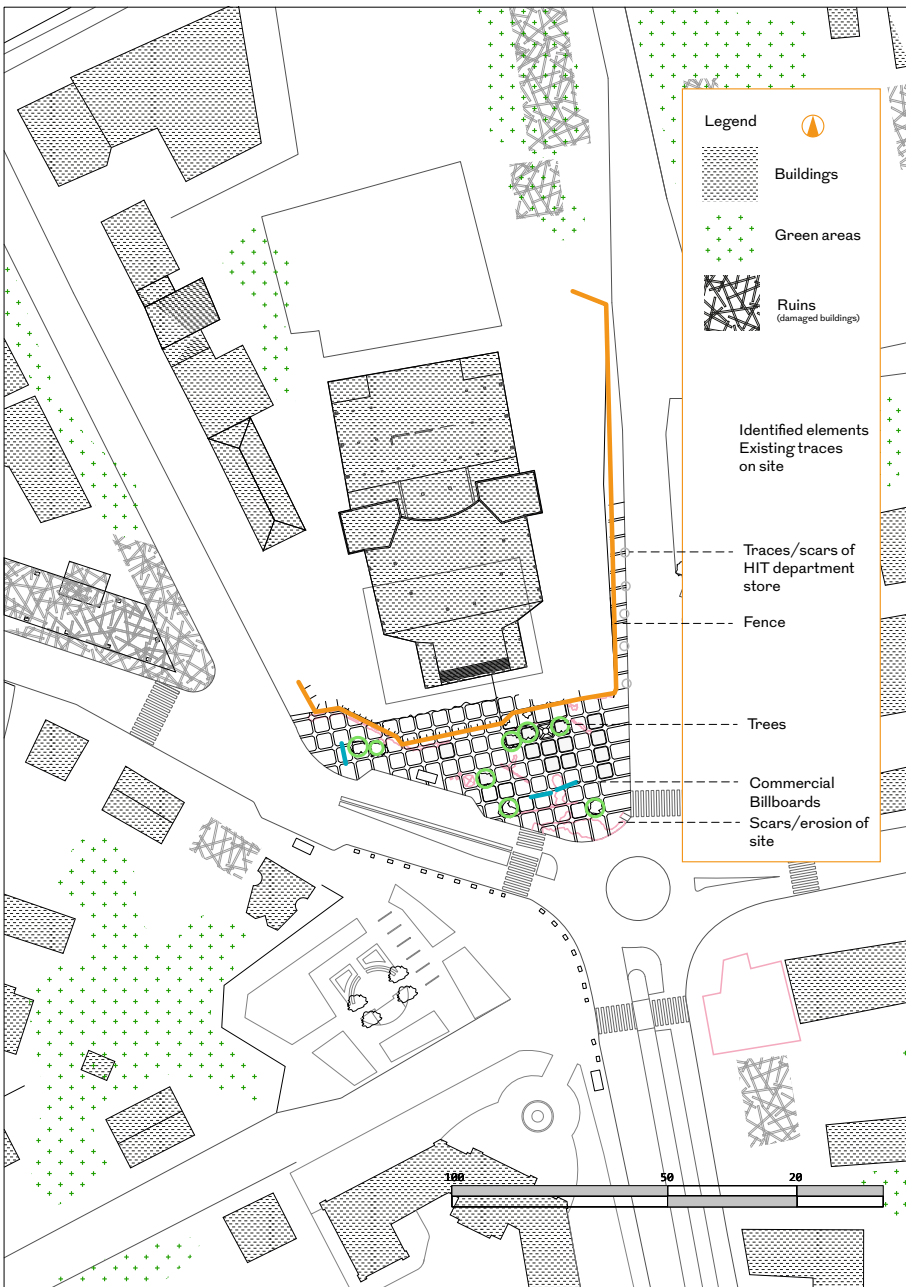 Legend
Buildings
Green areas
Ruins
(damaged buildings)
Identified elements
Existing traces
on site
Traces/scars of
HIT department
store
Fence
Trees
Commercial
Billboards
Scars/erosion of
site
100 50 20